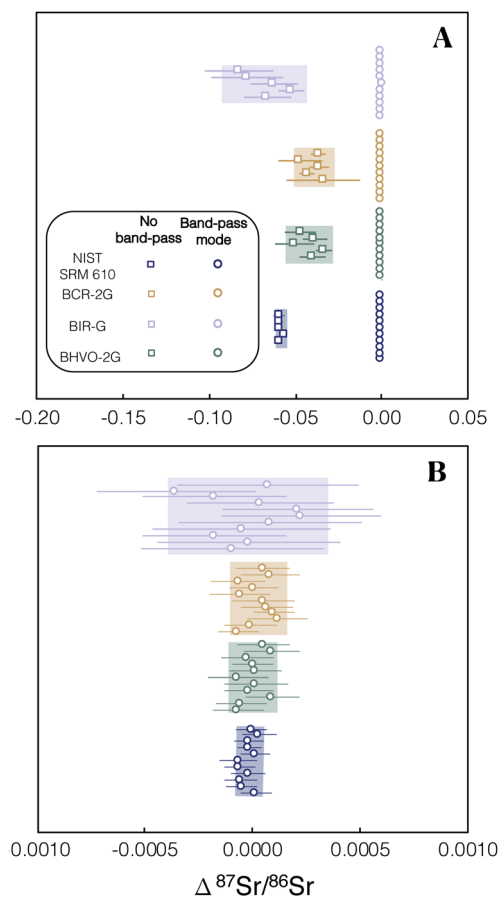 A
No band-pass
Band-pass mode
NIST SRM 610
BCR-2G
BIR-G
BHVO-2G
-0.20 -0.15 -0.10 -0.05 0.00 0.05
B
0.0010 -0.0005 0.0000 0.0005 0.0010
Δ ⁸⁷Sr/⁸⁶Sr